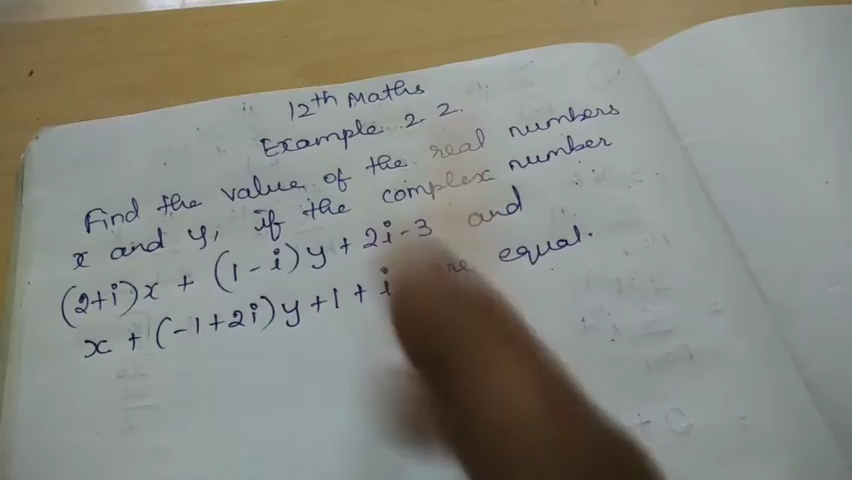 12th Maths
Example 2.2.
Find the value of the real numbers
x and y, if the complex number
(2+i)x + (1-i)y + 2i-3 and
x + (-1+2i)y + 1 + i equal.